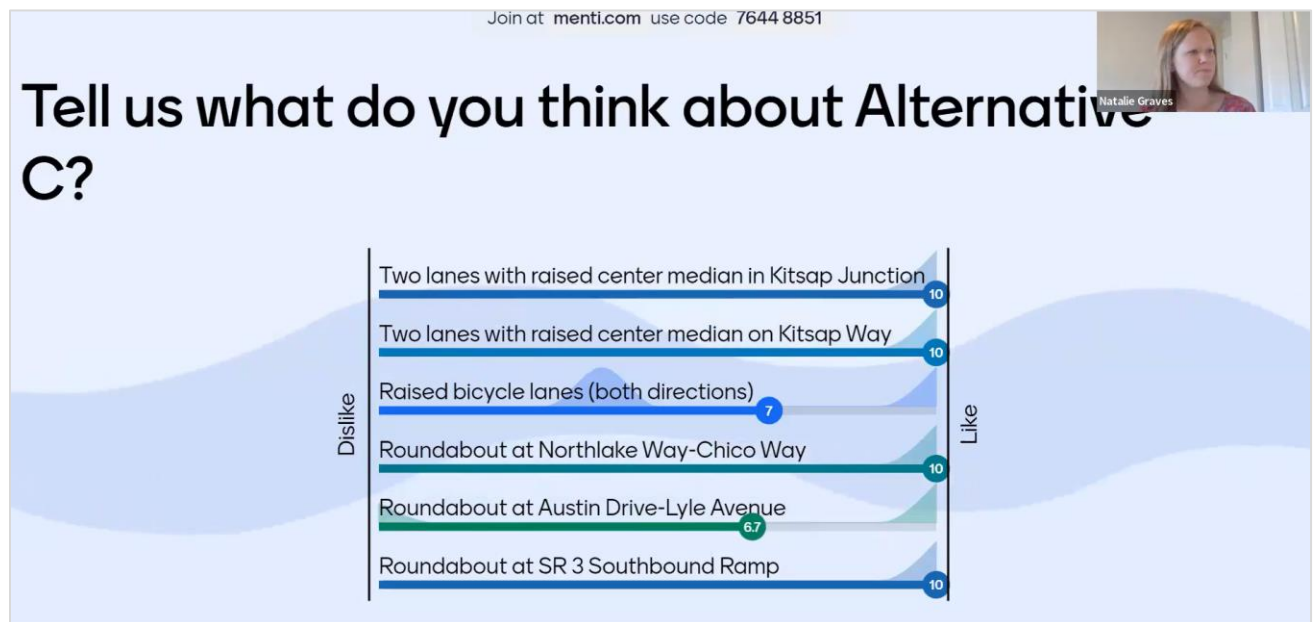 Join at menti.com use code 7644 8851
Natalie Graves
Tell us what do you think about Alternative
C?
Two lanes with raised center median in Kitsap Junction
10
Two lanes with raised center median on Kitsap Way
10
Raised bicycle lanes (both directions)
7
Roundabout at Northlake Way-Chico Way
10
Roundabout at Austin Drive-Lyle Avenue
6.7
Roundabout at SR 3 Southbound Ramp
10
Dislike
Like